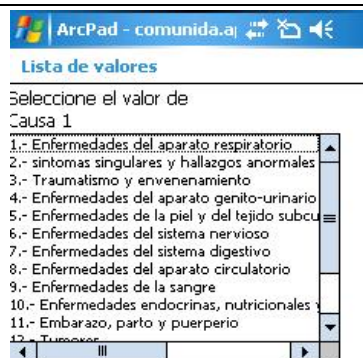 ArcPad - comunida.a
Lista de valores
Seleccione el valor de
Causa 1
1.- Enfermedades del aparato respiratorio
2.- sintomas singulares y hallazgos anormales
3.- Traumatismo y envenenamiento
4.- Enfermedades del aparato genito-urinario
5.- Enfermedades de la piel y del tejido subcu
6.- Enfermedades del sistema nervioso
7.- Enfermedades del sistema digestivo
8.- Enfermedades del aparato circulatorio
9.- Enfermedades de la sangre
10.- Enfermedades endocrinas, nutricionales y
11.- Embarazo, parto y puerperio
12.- Tumores